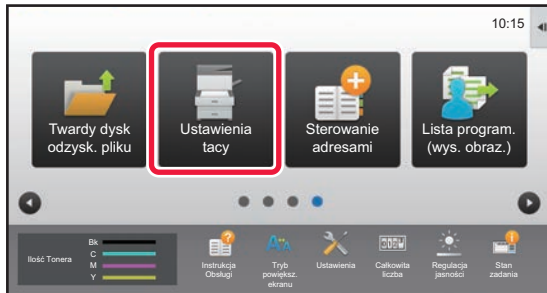 10:15
Twardy dysk
odzysk. pliku
Ustawienia
tacy
Sterowanie
adresami
Lista program.
(wys. obraz.)
Ilość Tonera
Bk
C
M
Y
Instrukcja
Obsługi
Tryb
powiększ.
ekranu
Ustawienia
Całkowita
liczba
Regulacja
jasności
Stan
zadania